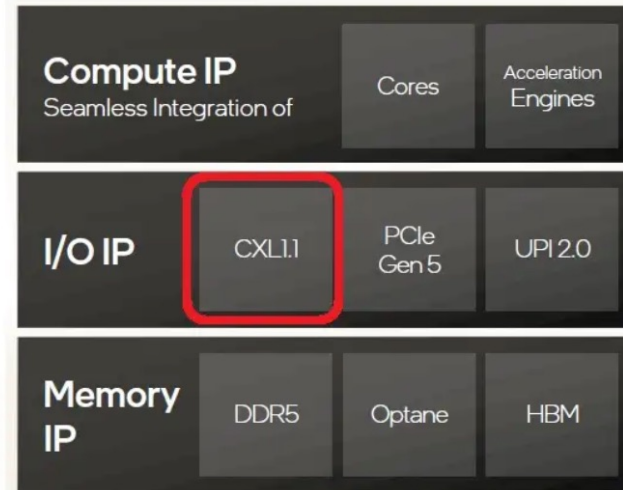 Compute IP
Seamless Integration of
Cores
Acceleration
Engines
I/O IP
CXL1.1
PCIe
Gen 5
UPI 2.0
Memory
IP
DDR5
Optane
HBM